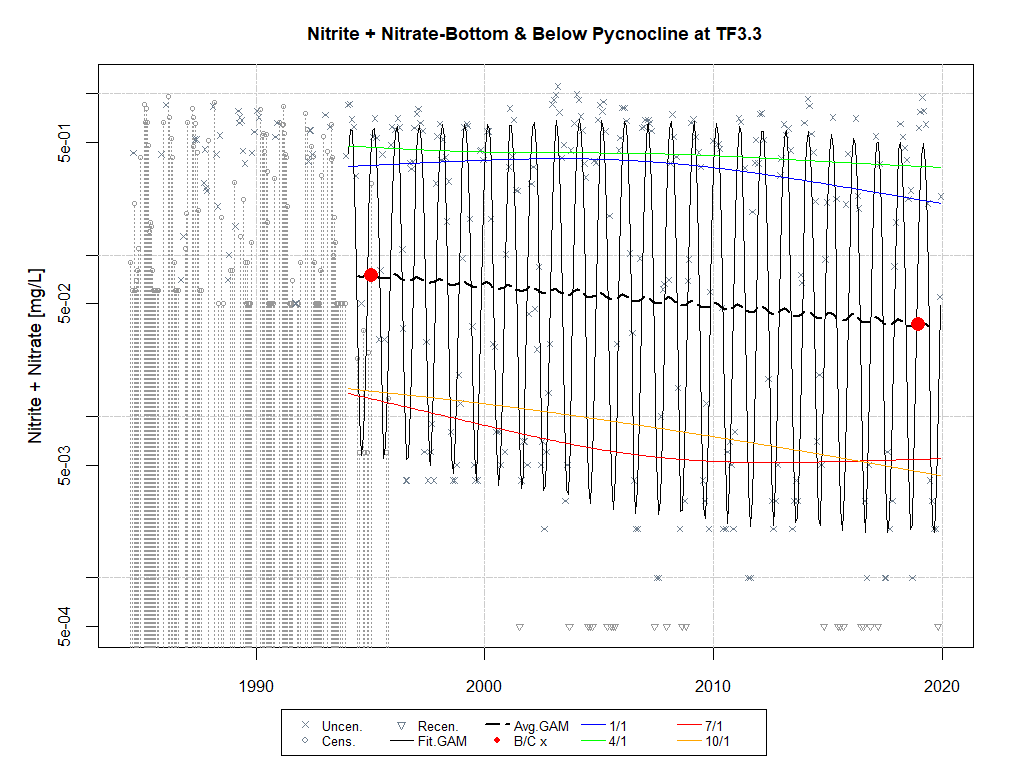 Nitrite + Nitrate-Bottom & Below Pycnocline at TF3.3
Nitrite + Nitrate [mg/L]
5e-01
5e-02
5e-03
5e-04
1990 2000 2010 2020
Uncen. Recen. Avg.GAM 1/1 7/1
Cens. Fit.GAM B/C x 4/1 10/1